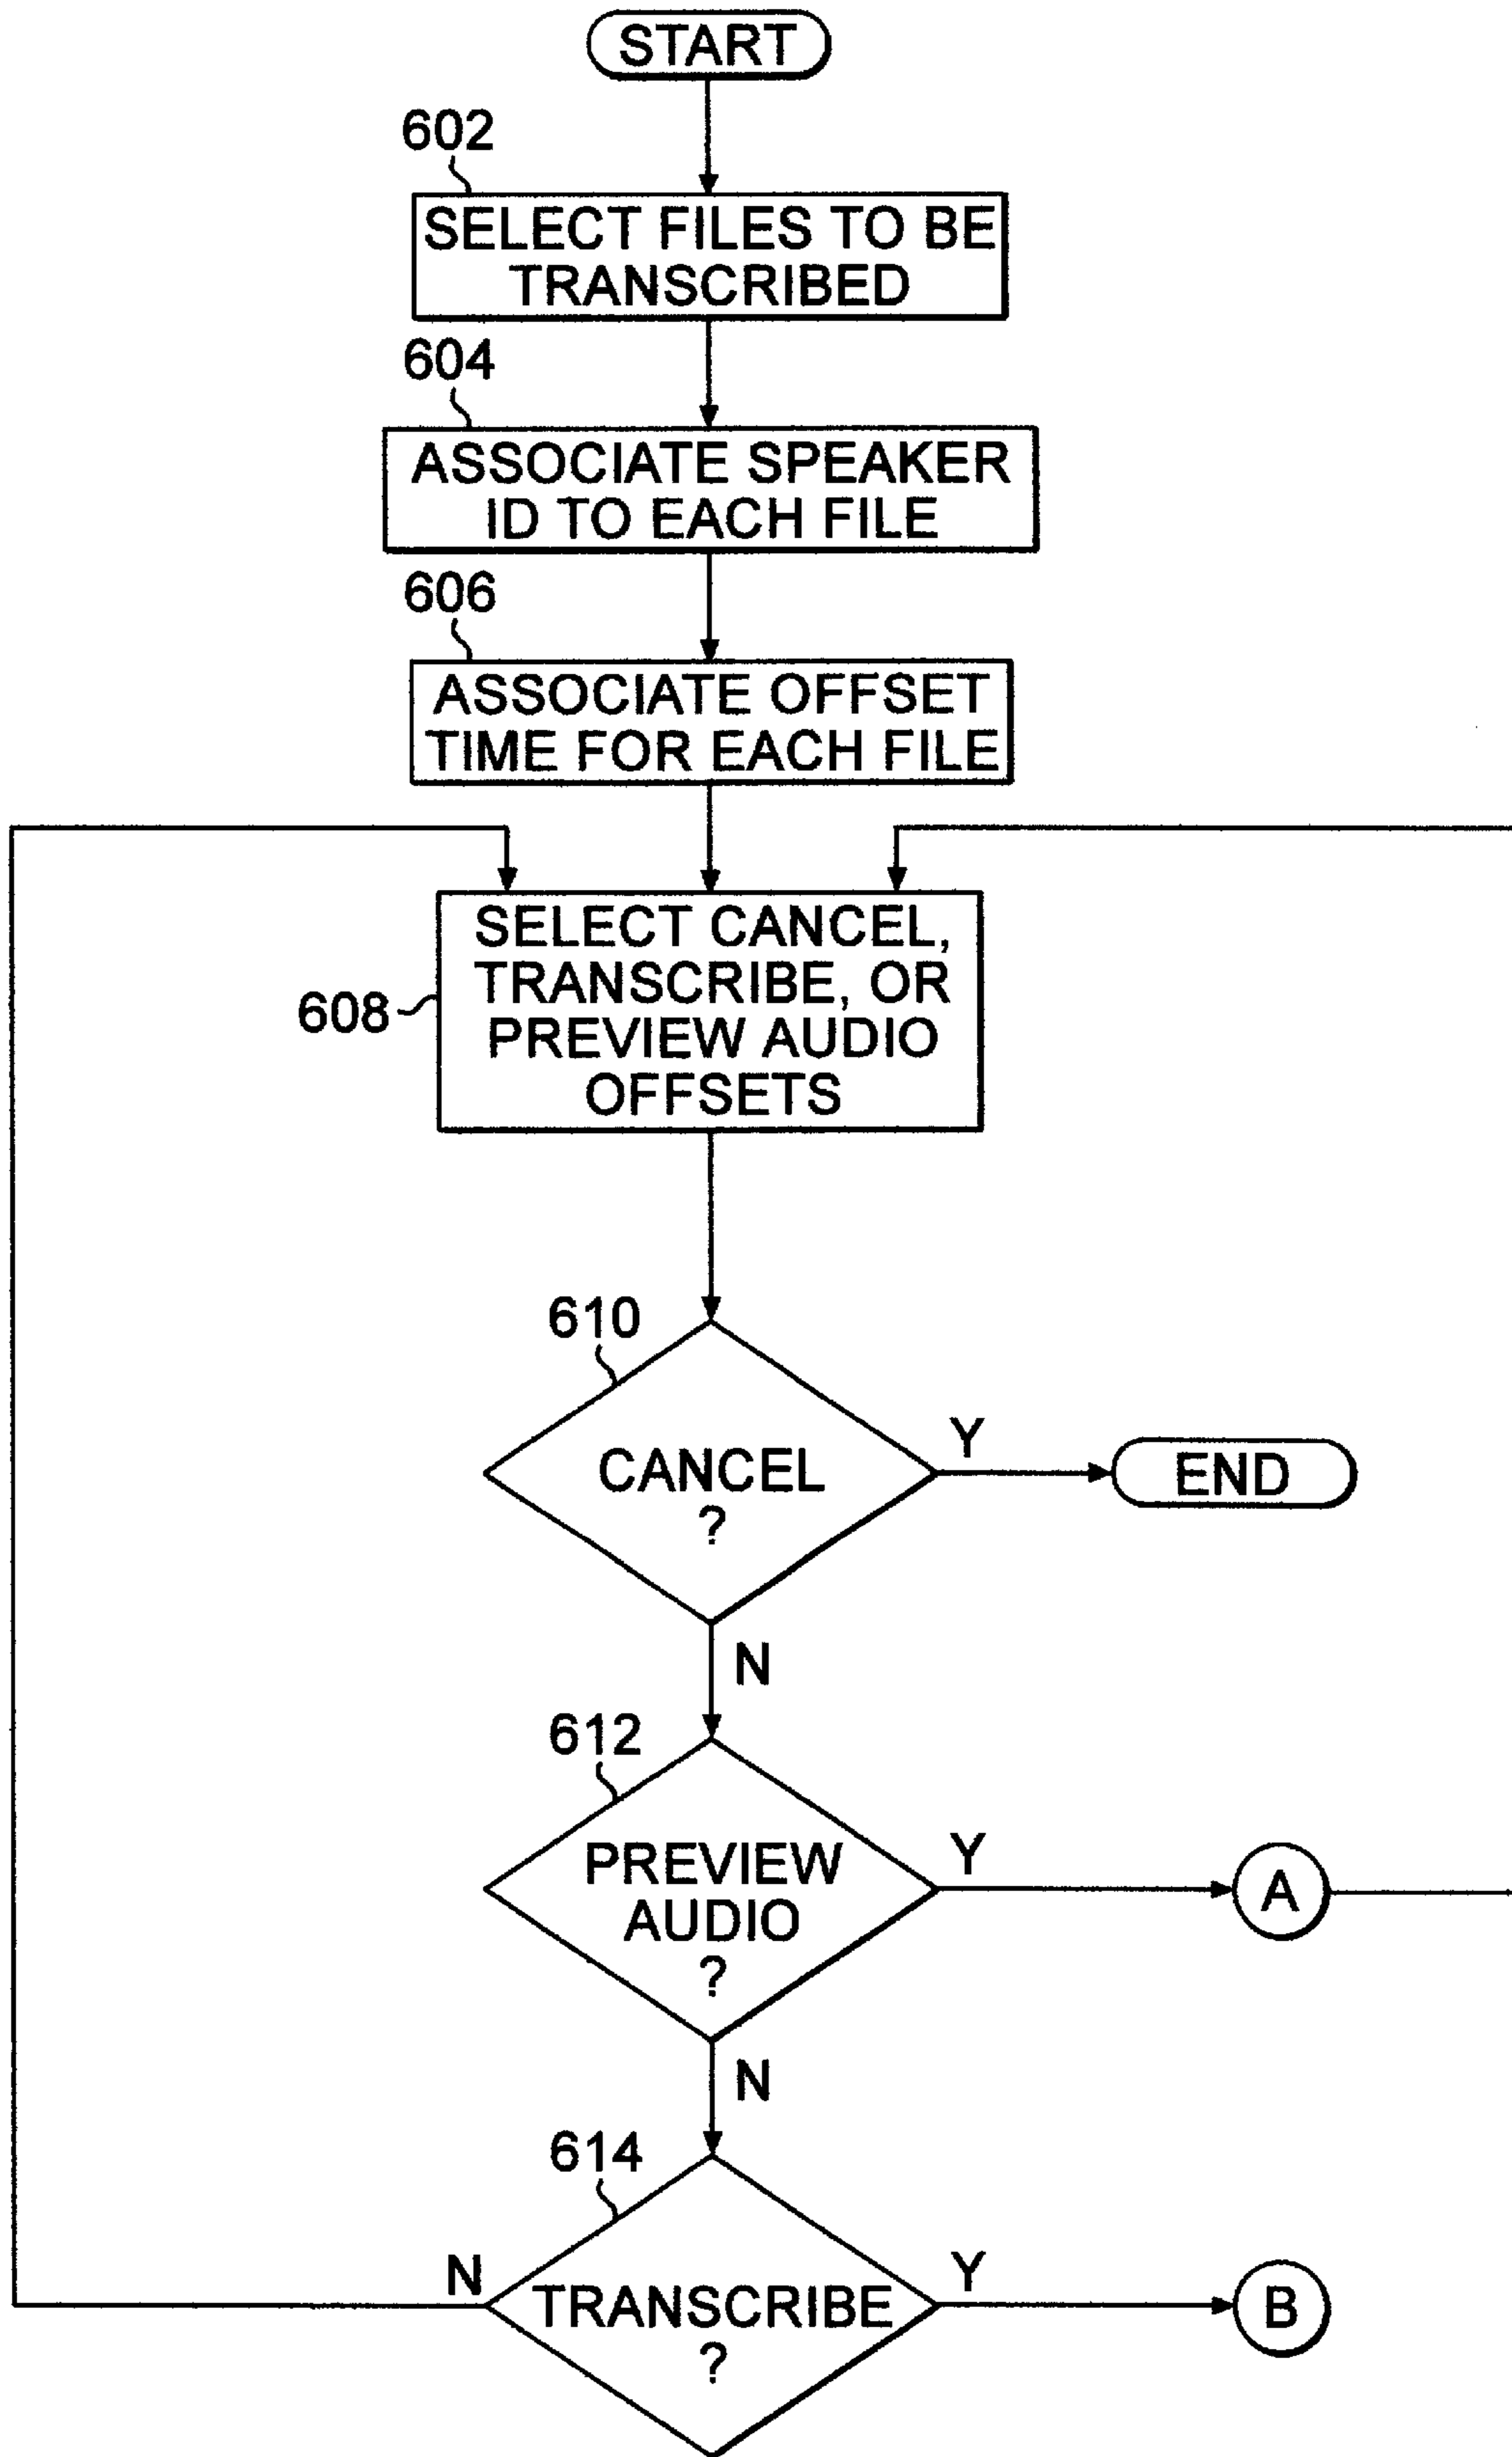 START
602
SELECT FILES TO BE
TRANSCRIBED
604
ASSOCIATE SPEAKER
ID TO EACH FILE
606
ASSOCIATE OFFSET
TIME FOR EACH FILE
608
SELECT CANCEL,
TRANSCRIBE, OR
PREVIEW AUDIO
OFFSETS
610
CANCEL
?
Y
END
N
612
PREVIEW
AUDIO
?
Y
A
N
614
N
TRANSCRIBE
?
Y
B